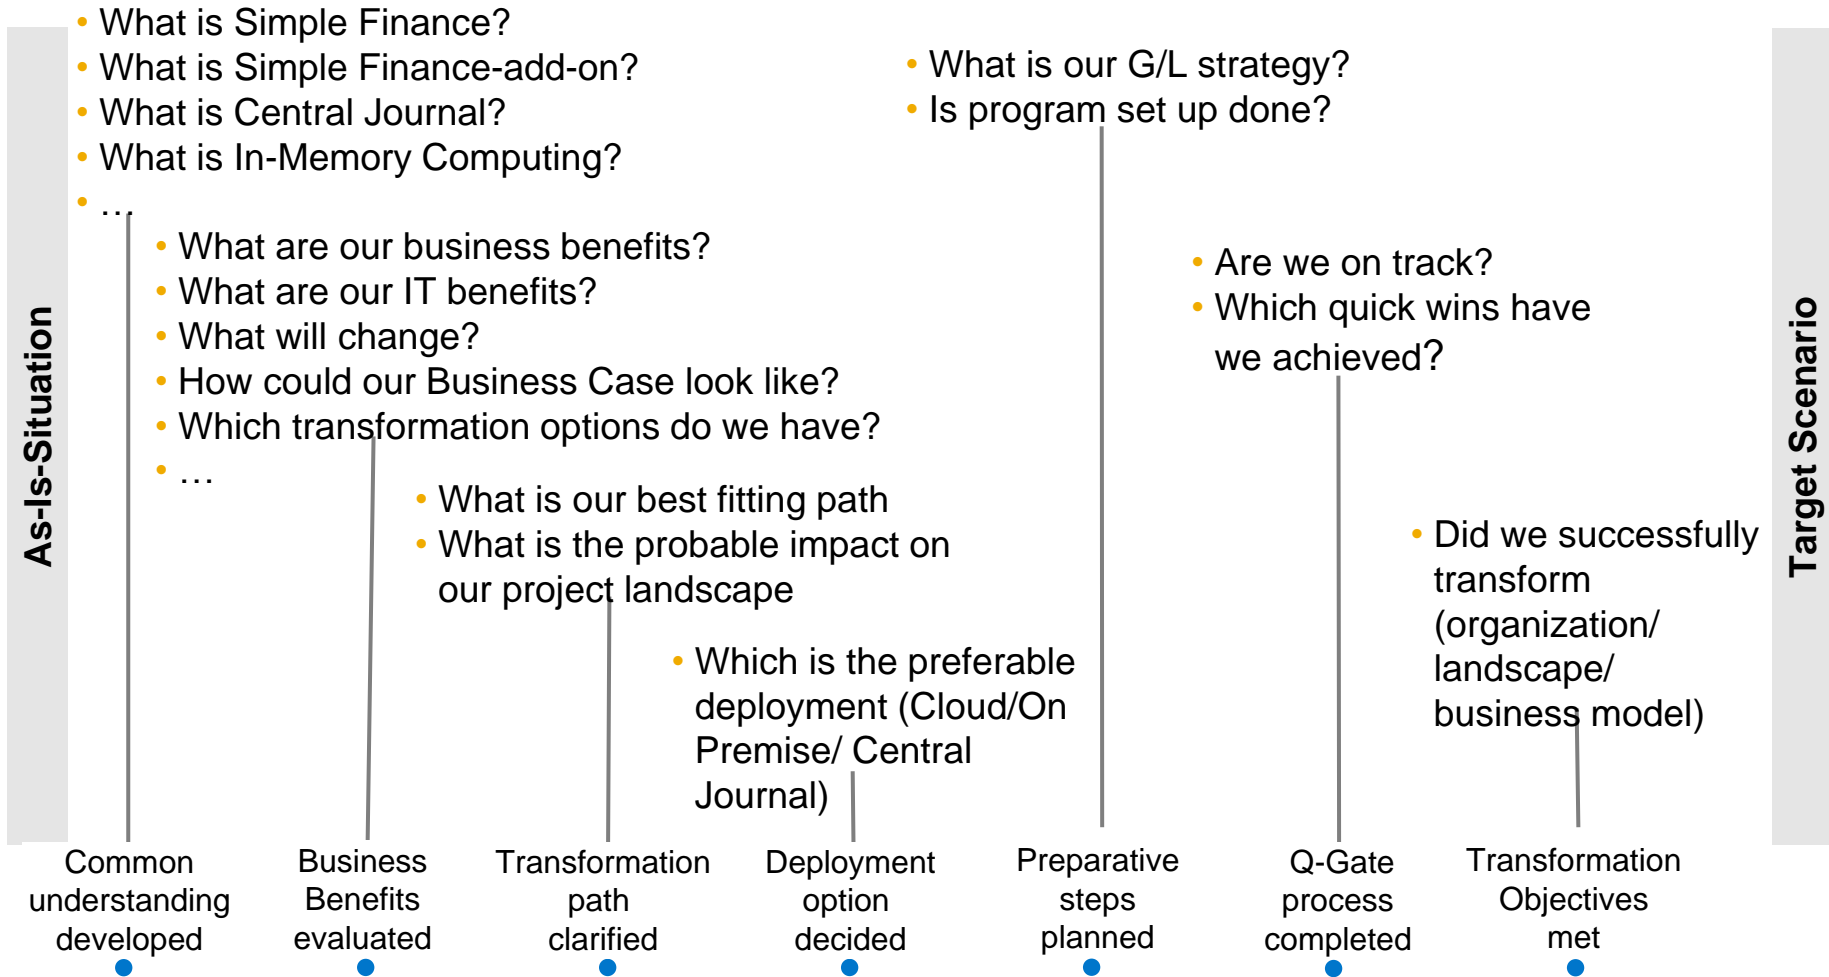 As-Is-Situation
• What is Simple Finance?
• What is Simple Finance-add-on?
• What is Central Journal?
• What is In-Memory Computing?
• …
• What are our business benefits?
• What are our IT benefits?
• What will change?
• How could our Business Case look like?
• Which transformation options do we have?
• …
• What is our best fitting path
• What is the probable impact on
our project landscape
• Which is the preferable
deployment (Cloud/On
Premise/ Central
Journal)
• What is our G/L strategy?
• Is program set up done?
• Are we on track?
• Which quick wins have
we achieved?
• Did we successfully
transform
(organization/
landscape/
business model)
Target Scenario
Common
understanding
developed
Business
Benefits
evaluated
Transformation
path
clarified
Deployment
option
decided
Preparative
steps
planned
Q-Gate
process
completed
Transformation
Objectives
met